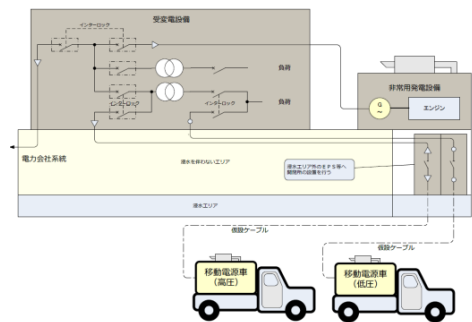 受変電設備
インターロック
負荷
非常用発電設備
G
~
エンジン
インターロック
インターロック
負荷
電力会社系統
浸水を伴わないエリア
浸水エリア外のEPS等へ
開閉所の設置を行う
浸水エリア
仮設ケーブル
仮設ケーブル
移動電源車
(高圧)
移動電源車
(低圧)